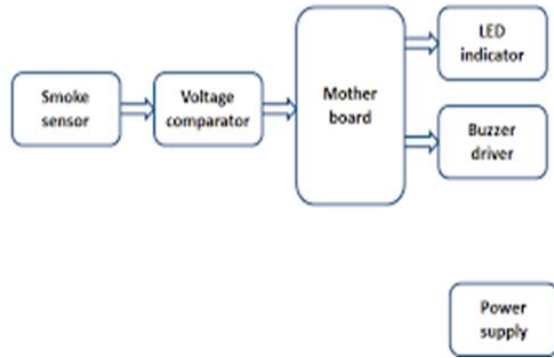 Smoke
sensor
Voltage
comparator
Mother
board
LED
indicator
Buzzer
driver
Power
supply